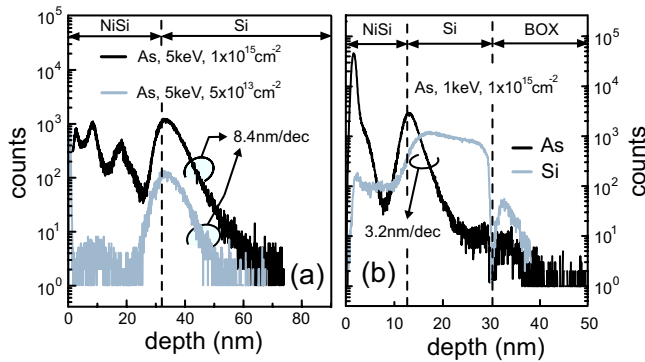 NiSi Si
As, 5keV, 1x10¹⁵cm⁻²
As, 5keV, 5x10¹³cm⁻²
8.4nm/dec
counts
10⁵
10⁴
10³
10²
10¹
10⁰
0 20 40 60 80
depth (nm)
(a)
NiSi Si BOX
As, 1keV, 1x10¹⁵cm⁻²
As
Si
3.2nm/dec
(b)
0 10 20 30 40 50
depth (nm)
10⁵
10⁴
10³
10²
10¹
10⁰
counts